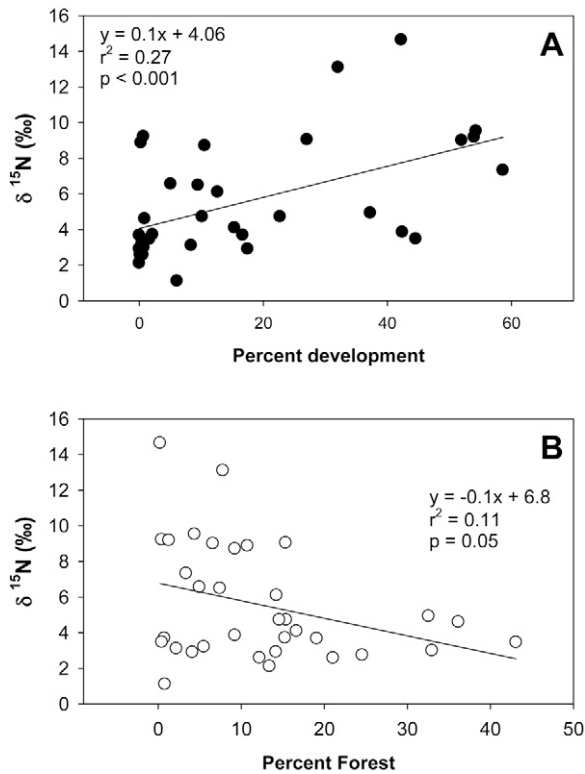 16
14
12
10
8
6
4
2
0
δ ¹⁵N (‰)
y = 0.1x + 4.06
r² = 0.27
p < 0.001
A
0 20 40 60
Percent development
16
14
12
10
8
6
4
2
0
δ ¹⁵N (‰)
B
y = -0.1x + 6.8
r² = 0.11
p = 0.05
0 10 20 30 40 50
Percent Forest